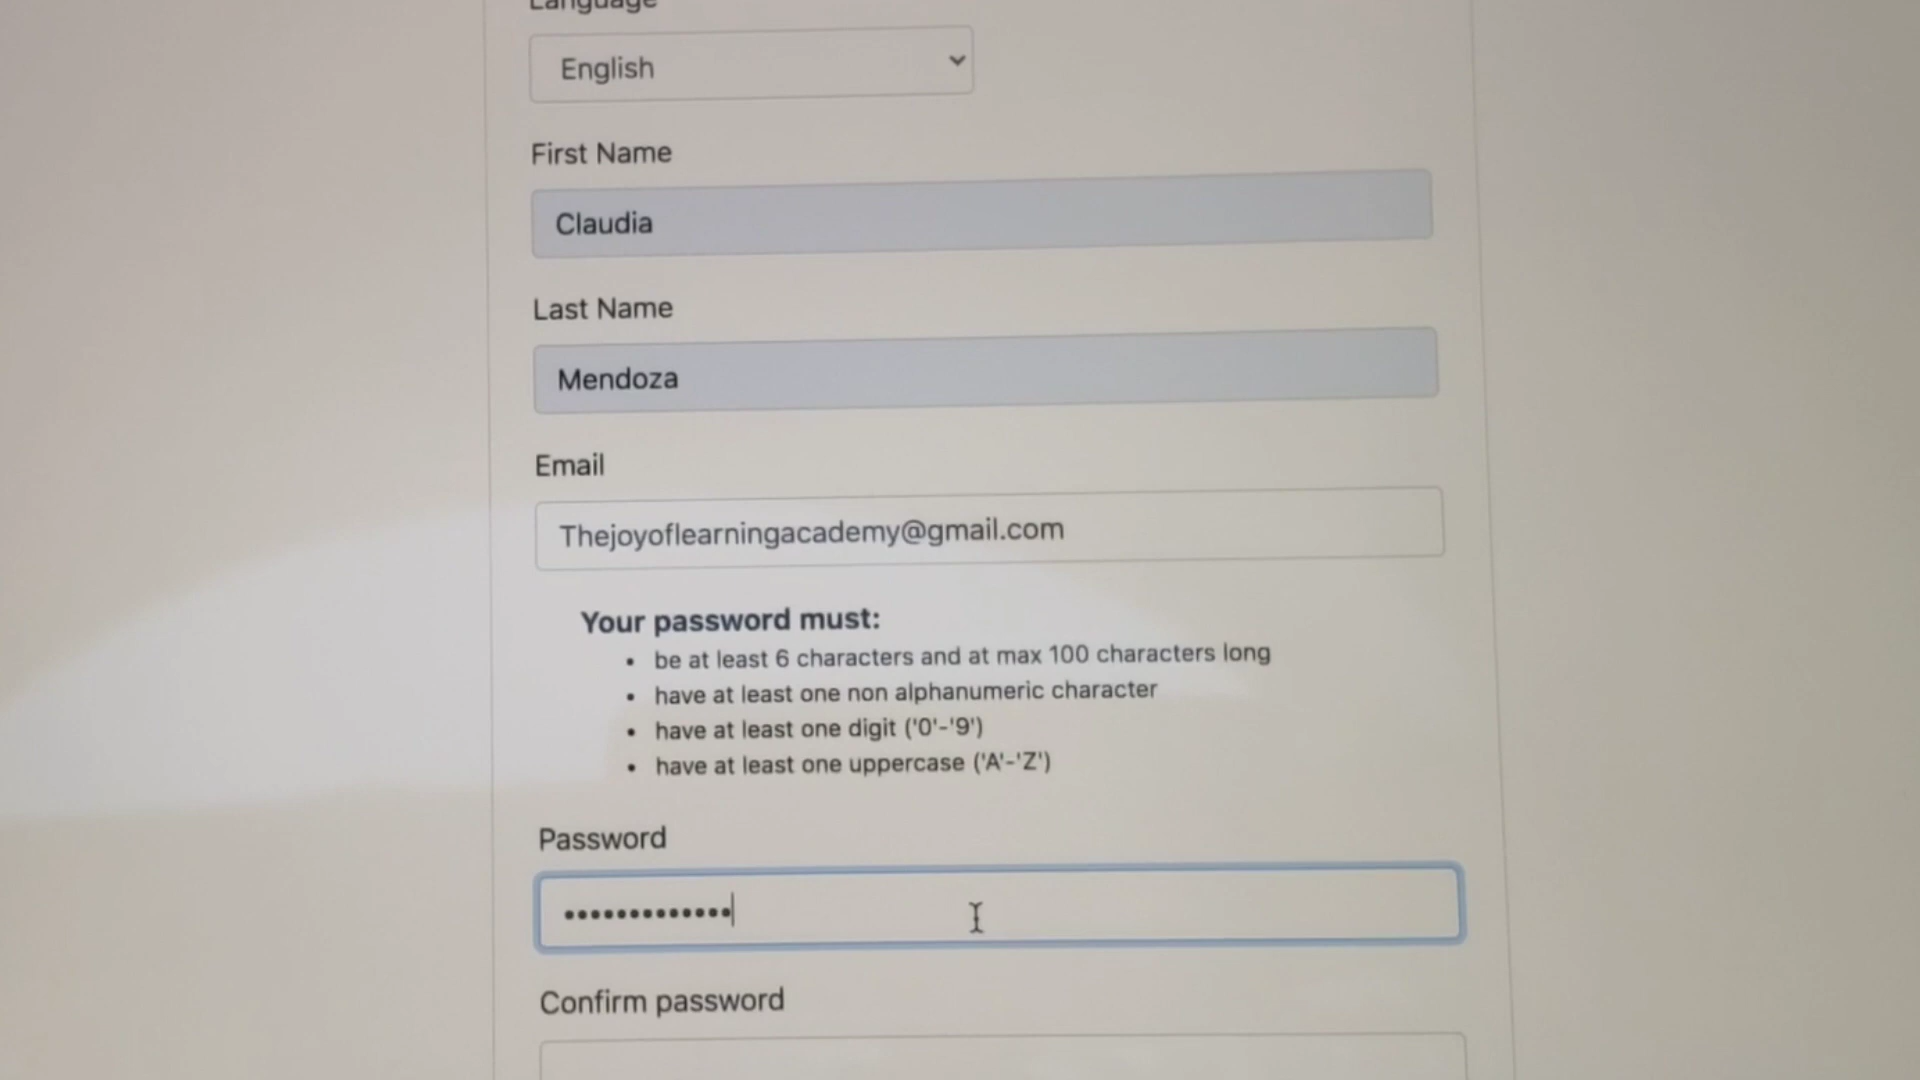 Language
English
First Name
Claudia
Last Name
Mendoza
Email
Thejoyoflearningacademy@gmail.com
Your password must:
• be at least 6 characters and at max 100 characters long
• have at least one non alphanumeric character
• have at least one digit ('0'-'9')
• have at least one uppercase ('A'-'Z')
Password
•••••••••••••
Confirm password